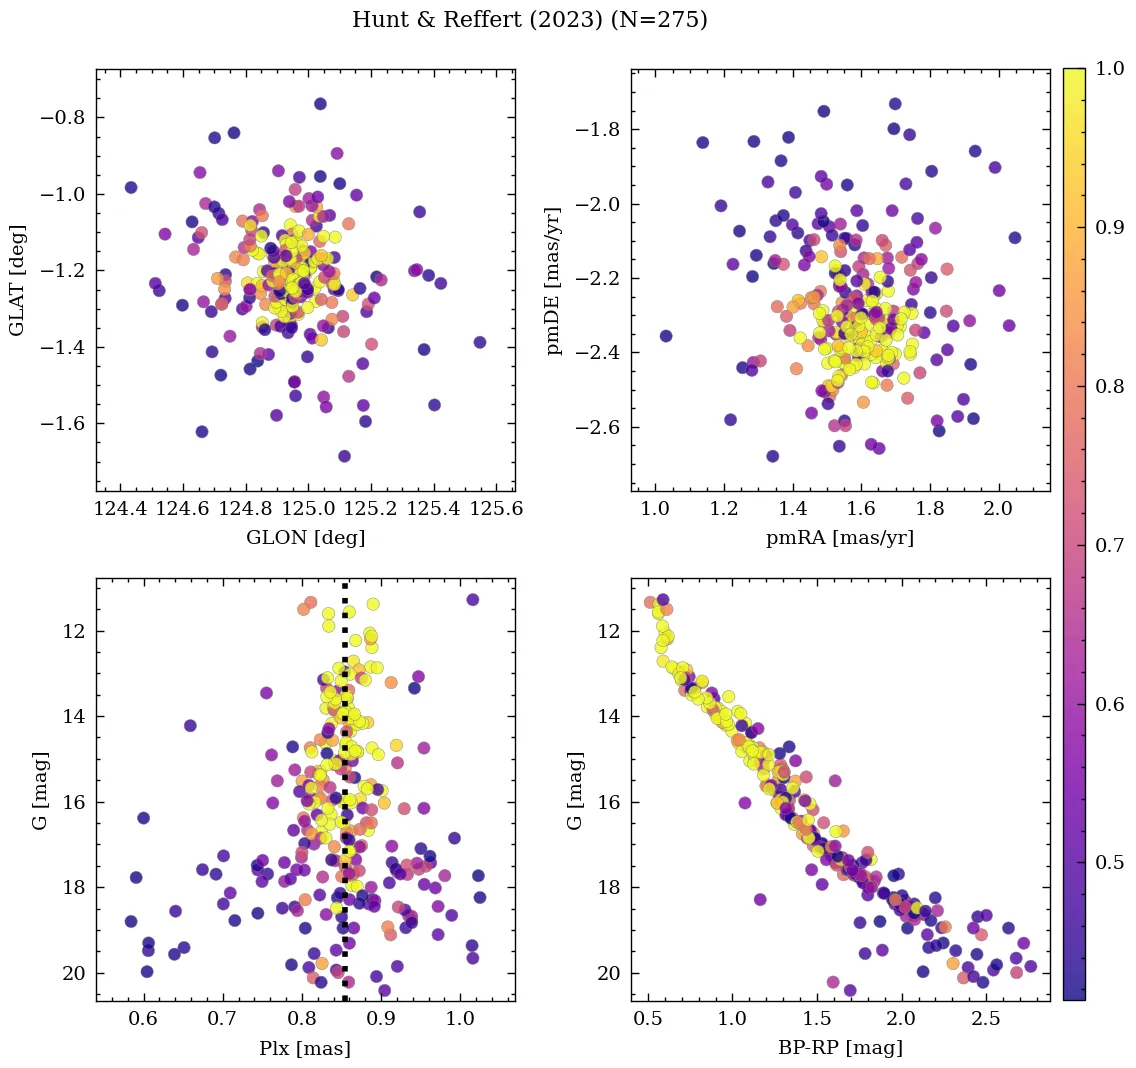 Hunt & Reffert (2023) (N=275)
−0.8
−1.0
−1.2
−1.4
−1.6
GLAT [deg]
124.4 124.6 124.8 125.0 125.2 125.4 125.6
GLON [deg]
−1.8
−2.0
−2.2
−2.4
−2.6
pmDE [mas/yr]
1.0 1.2 1.4 1.6 1.8 2.0
pmRA [mas/yr]
12
14
16
18
20
G [mag]
0.6 0.7 0.8 0.9 1.0
Plx [mas]
12
14
16
18
20
G [mag]
0.5 1.0 1.5 2.0 2.5
BP-RP [mag]
1.0
0.9
0.8
0.7
0.6
0.5